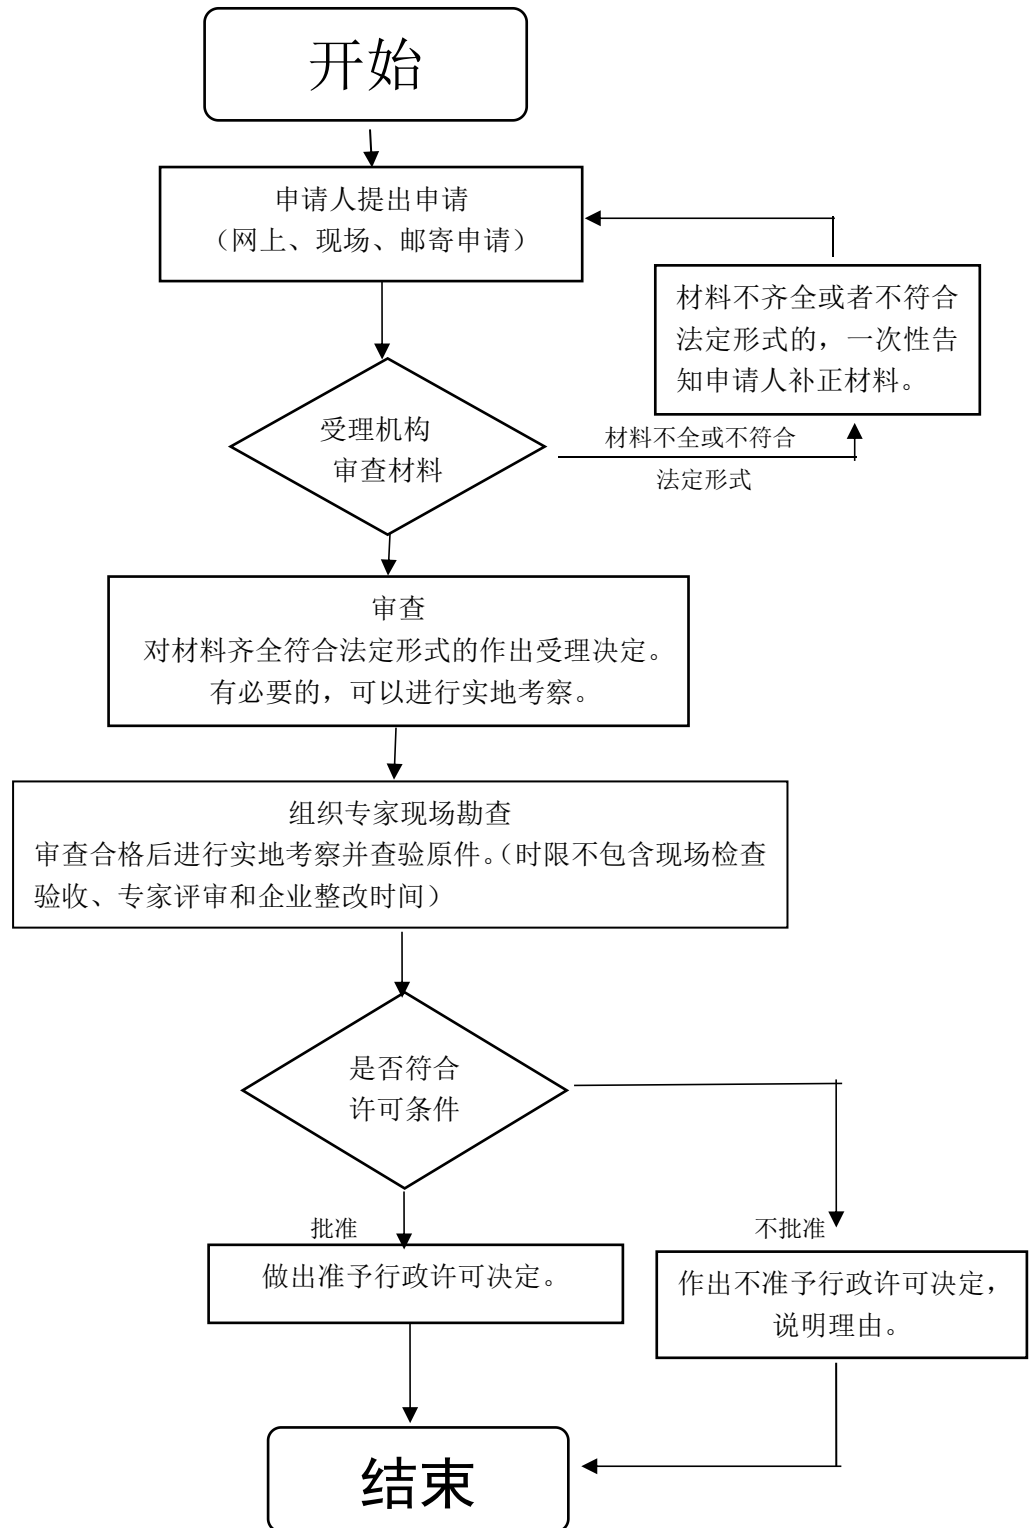 开始
申请人提出申请
（网上、现场、邮寄申请）
材料不齐全或者不符合
法定形式的，一次性告
知申请人补正材料。
受理机构
审查材料
材料不全或不符合
法定形式
审查
对材料齐全符合法定形式的作出受理决定。
有必要的，可以进行实地考察。
组织专家现场勘查
审查合格后进行实地考察并查验原件。（时限不包含现场检查
验收、专家评审和企业整改时间）
是否符合
许可条件
批准
不批准
做出准予行政许可决定。
作出不准予行政许可决定，
说明理由。
结束